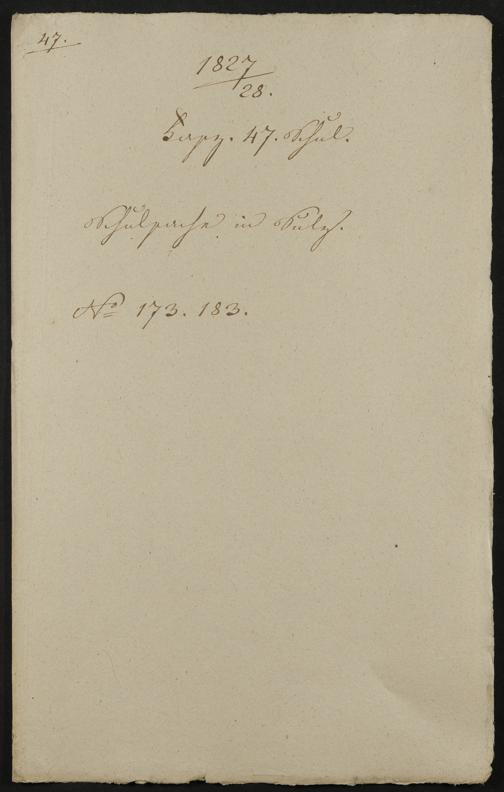 47.
1827
28.
47. Schul.
Schulsache in Sulz.
No 173. 183.